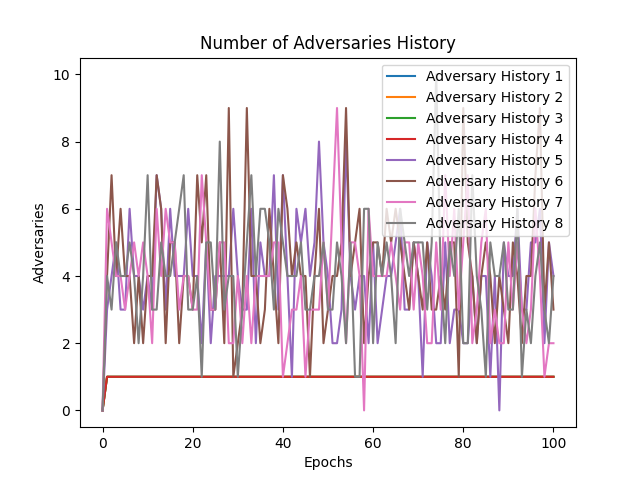 Number of Adversaries History
Adversaries
10
8
6
4
2
0
Adversary History 1
Adversary History 2
Adversary History 3
Adversary History 4
Adversary History 5
Adversary History 6
Adversary History 7
Adversary History 8
0 20 40 60 80 100
Epochs